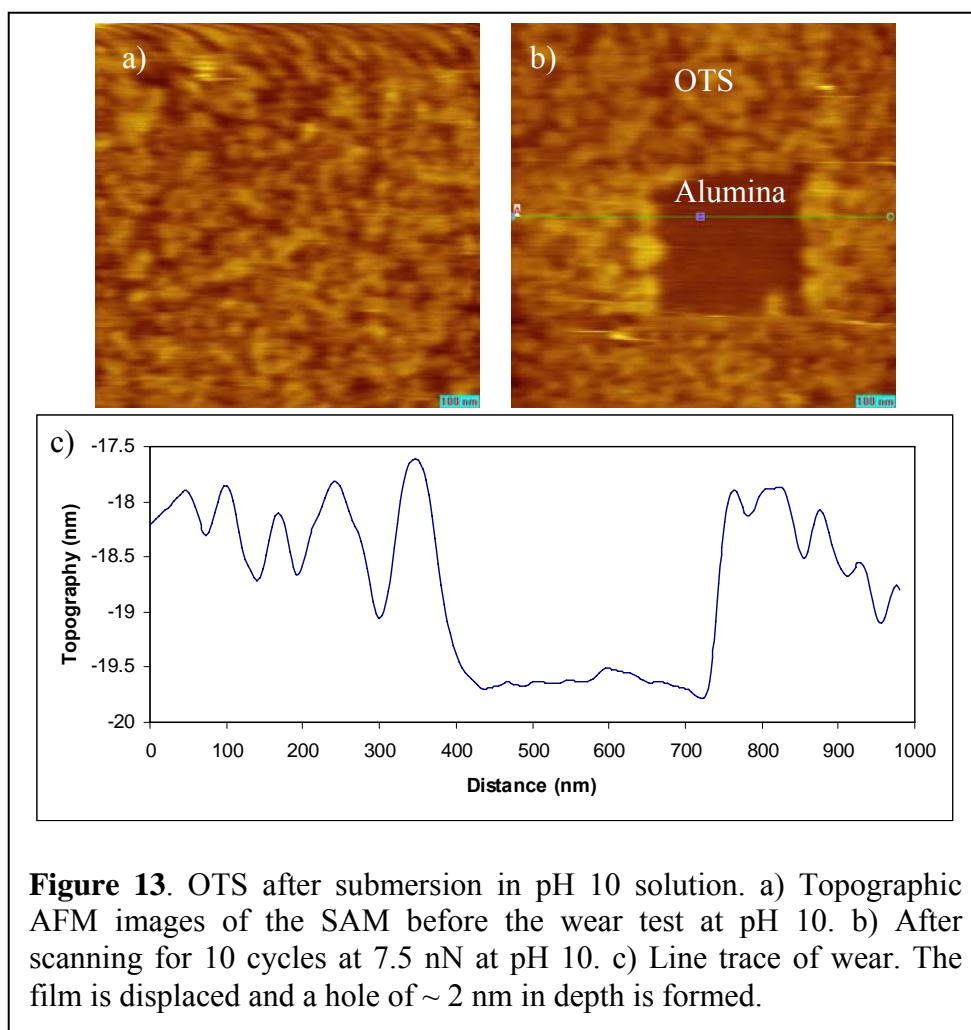 a)
b)
OTS
Alumina
A
B
C
100 nm
100 nm
c)
-17.5
-18
-18.5
-19
-19.5
-20
Topography (nm)
0 100 200 300 400 500 600 700 800 900 1000
Distance (nm)
Figure 13. OTS after submersion in pH 10 solution. a) Topographic
AFM images of the SAM before the wear test at pH 10. b) After
scanning for 10 cycles at 7.5 nN at pH 10. c) Line trace of wear. The
film is displaced and a hole of ~ 2 nm in depth is formed.